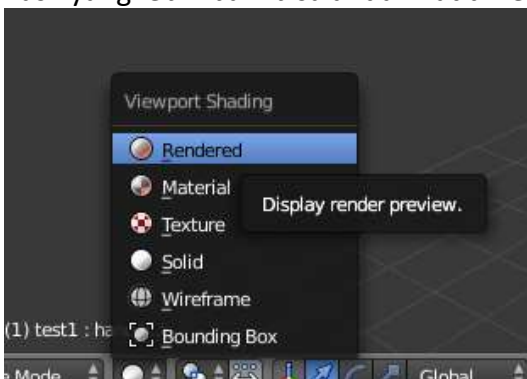 Viewport Shading
Rendered
Material
Display render preview.
Texture
Solid
Wireframe
(1) test1 : ha
Bounding Box
Mode
Global